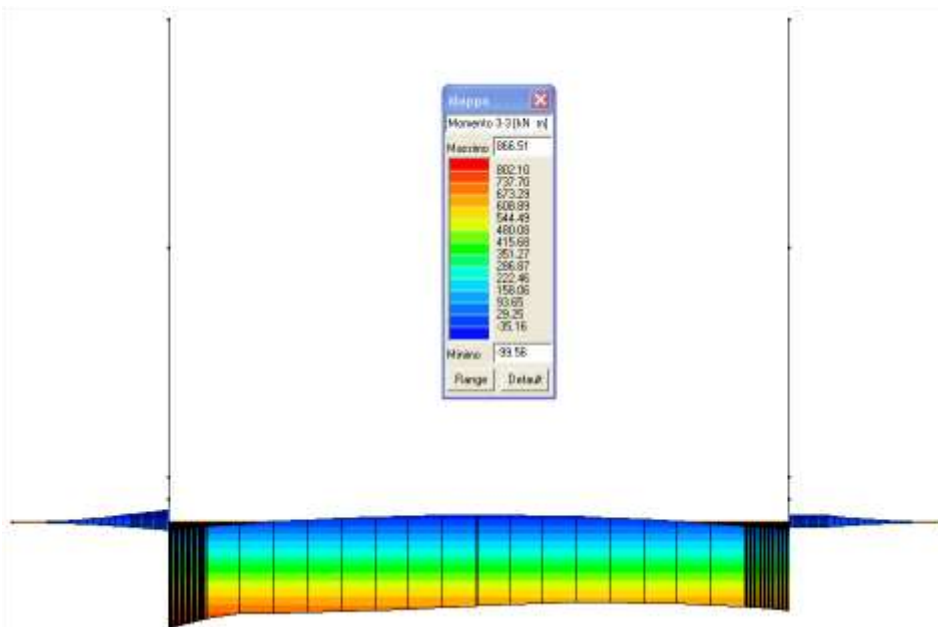 Mappa
Momento 3-3 [kN m]
Massimo 866.51
802.10
737.70
673.29
608.89
544.49
480.08
415.68
351.27
286.87
222.46
158.06
93.65
29.25
-35.16
Minimo -99.56
Range Default